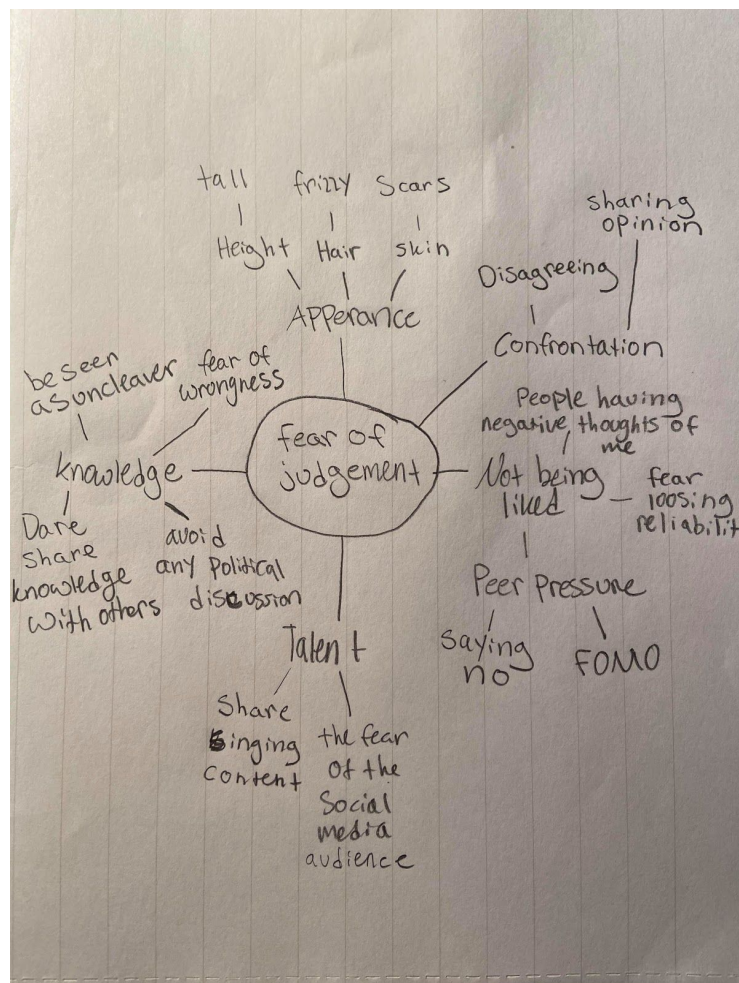 tall
frizzy
Scars
Height
Hair
skin
APPerance
sharing
opinion
Disagreeing
Confrontation
be seen
as uncleaver
fear of
wrongness
knowledge
Dare
share
knowledge
with others
avoid
any political
discussion
fear of
judgement
People having
negative thoughts of
me
Not being
liked
fear
loosing
reliabilit
Peer pressure
saying
no
FOMO
Talent
Share
singing
content
the fear
of the
Social
media
audience